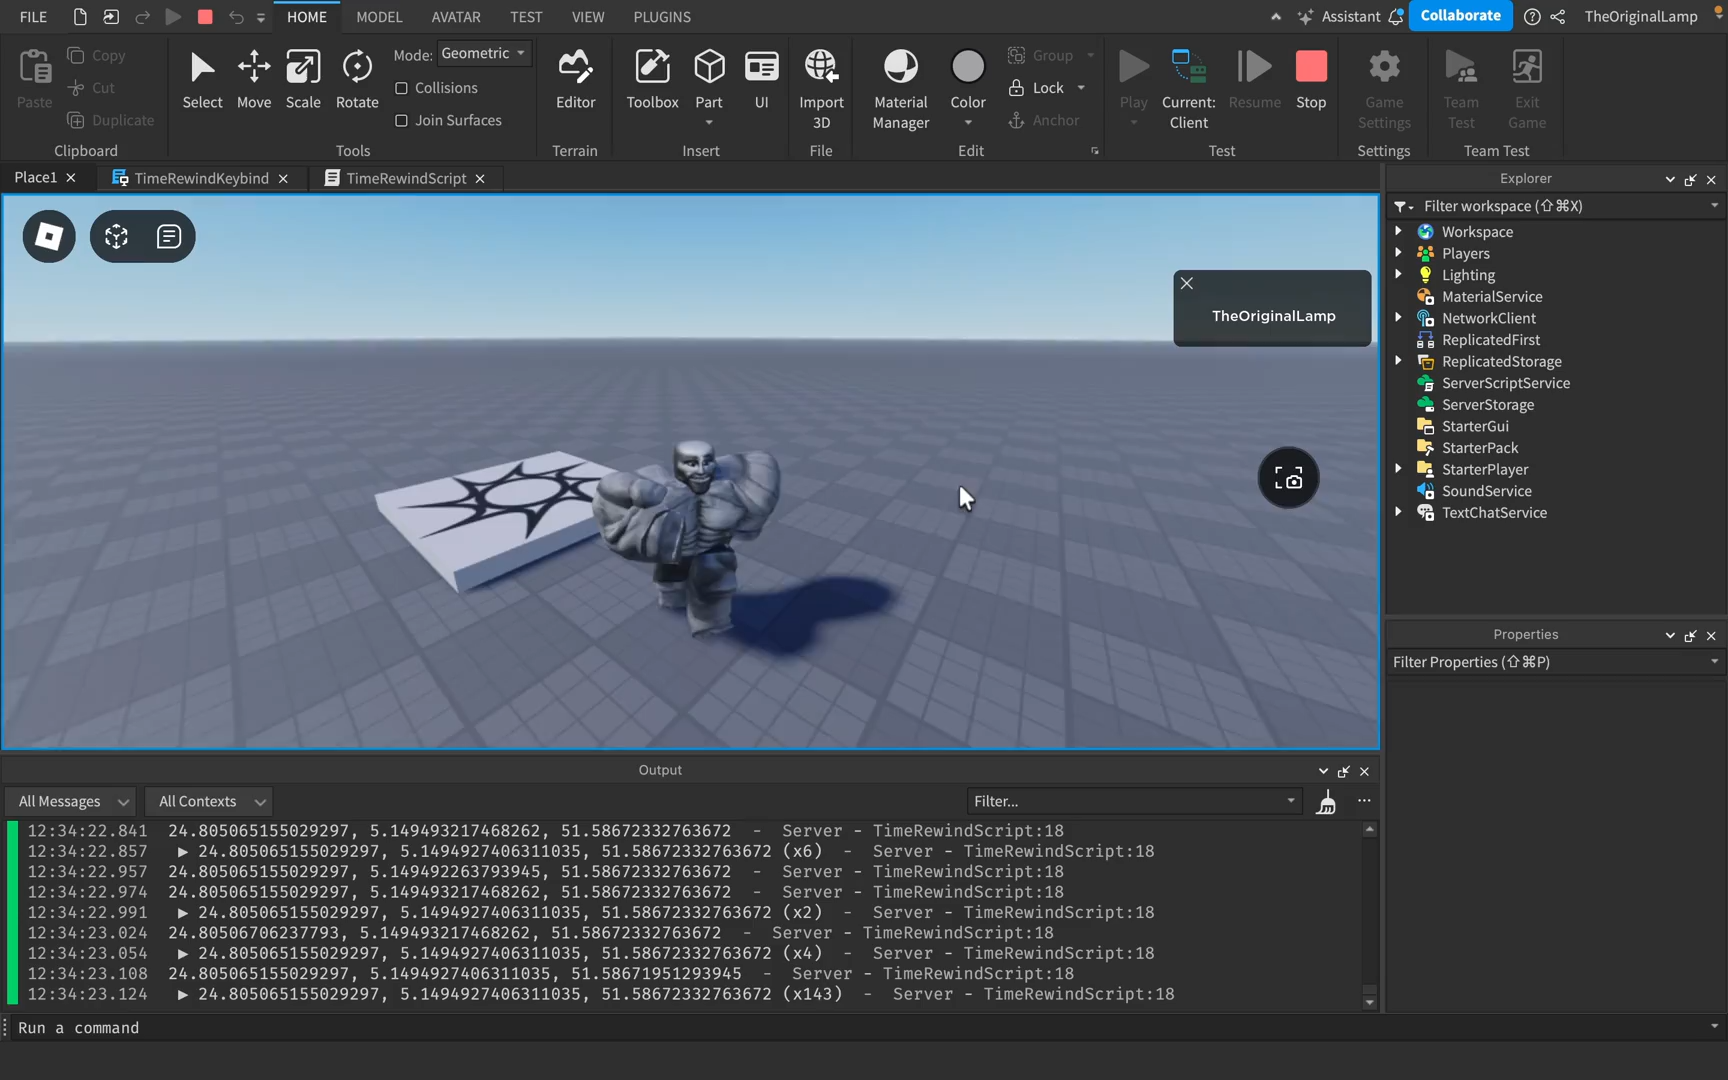 FILE HOME MODEL AVATAR TEST VIEW PLUGINS Assistant Collaborate TheOriginalLamp
Paste Copy Cut Duplicate
Clipboard
Select Move Scale Rotate
Mode: Geometric
Collisions
Join Surfaces
Tools
Editor
Terrain
Toolbox Part UI
Insert
Import
3D
File
Material
Manager
Color
Group
Lock
Anchor
Edit
Play
Current:
Client
Resume
Stop
Test
Game
Settings
Settings
Team
Test
Exit
Game
Team Test
Place1 TimeRewindKeybind TimeRewindScript
TheOriginalLamp
Explorer
Filter workspace (⇧⌘X)
Workspace
Players
Lighting
MaterialService
NetworkClient
ReplicatedFirst
ReplicatedStorage
ServerScriptService
ServerStorage
StarterGui
StarterPack
StarterPlayer
SoundService
TextChatService
Properties
Filter Properties (⇧⌘P)
Output
All Messages All Contexts Filter...
12:34:22.841 24.805065155029297, 5.149493217468262, 51.58672332763672 - Server - TimeRewindScript:18
12:34:22.857 ▶ 24.805065155029297, 5.1494927406311035, 51.58672332763672 (x6) - Server - TimeRewindScript:18
12:34:22.957 24.805065155029297, 5.149492263793945, 51.58672332763672 - Server - TimeRewindScript:18
12:34:22.974 24.805065155029297, 5.149493217468262, 51.58672332763672 - Server - TimeRewindScript:18
12:34:22.991 ▶ 24.805065155029297, 5.1494927406311035, 51.58672332763672 (x2) - Server - TimeRewindScript:18
12:34:23.024 24.80506706237793, 5.149493217468262, 51.58672332763672 - Server - TimeRewindScript:18
12:34:23.054 ▶ 24.805065155029297, 5.1494927406311035, 51.58672332763672 (x4) - Server - TimeRewindScript:18
12:34:23.108 24.805065155029297, 5.1494927406311035, 51.58671951293945 - Server - TimeRewindScript:18
12:34:23.124 ▶ 24.805065155029297, 5.1494927406311035, 51.58672332763672 (x143) - Server - TimeRewindScript:18
Run a command